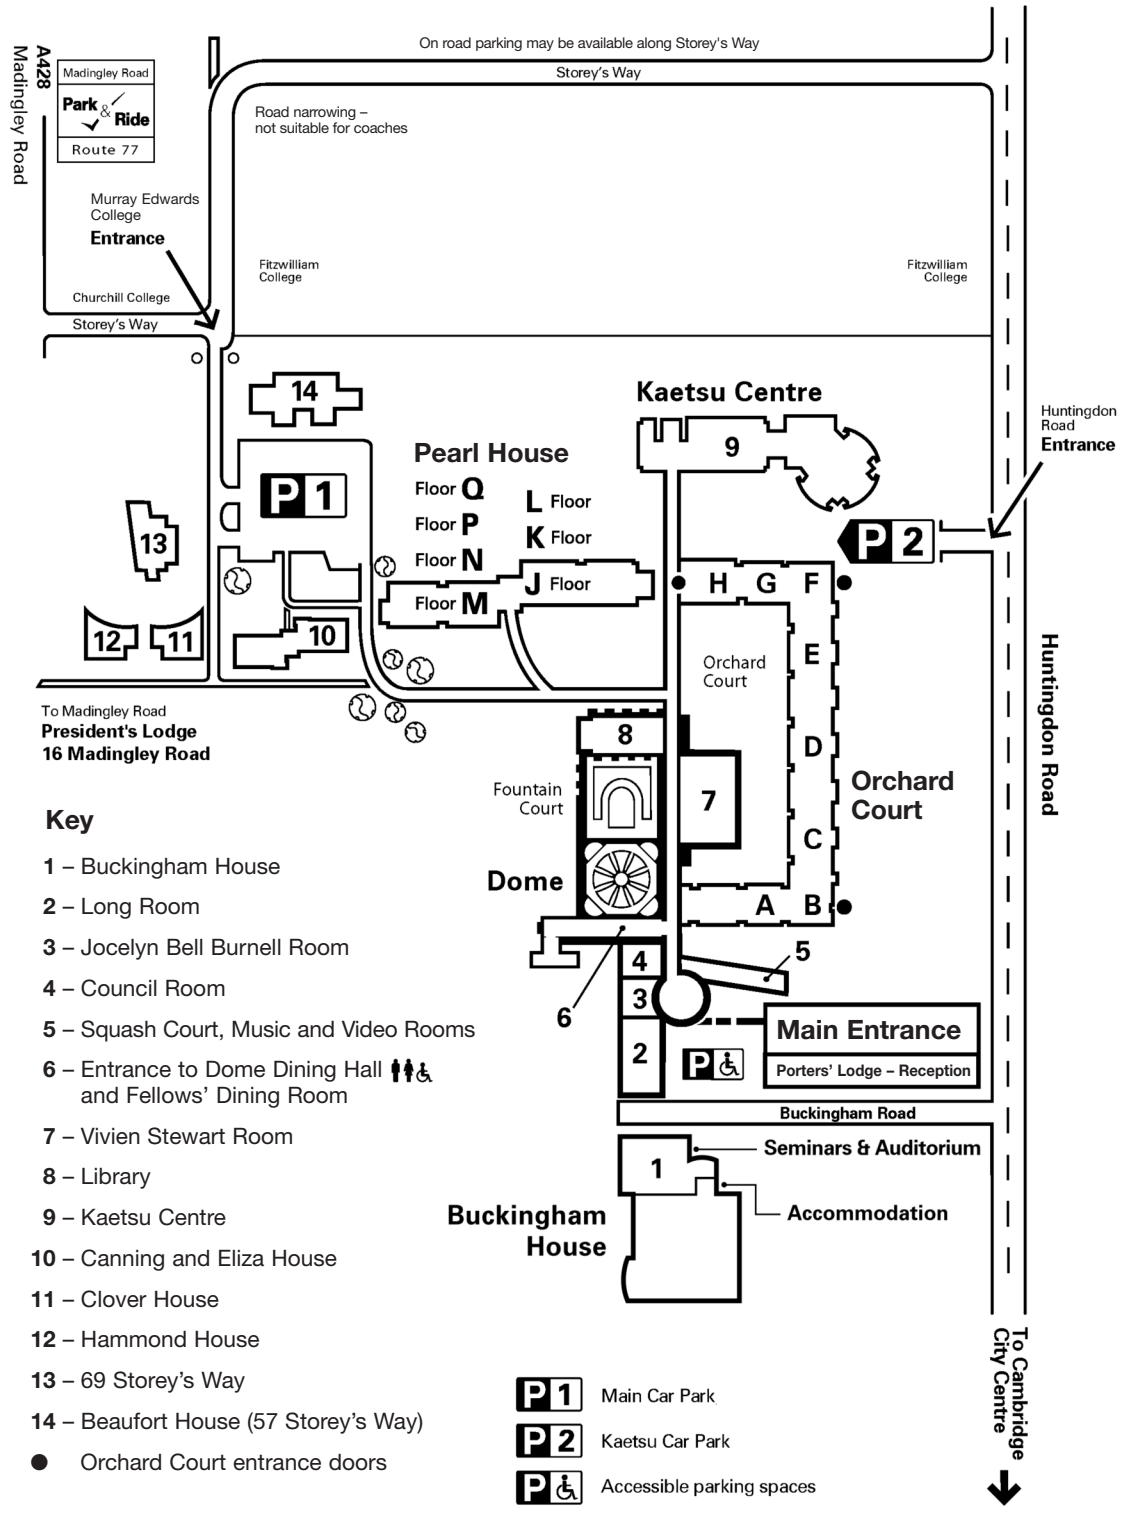 On road parking may be available along Storey's Way
Storey's Way
A428
Madingley Road
Madingley Road
Park & Ride
Route 77
Road narrowing –
not suitable for coaches
Murray Edwards
College
Entrance
Fitzwilliam
College
Fitzwilliam
College
Churchill College
Storey's Way
14
Kaetsu Centre
9
Huntingdon
Road
Entrance
Pearl House
Floor Q
L Floor
Floor P
K Floor
Floor N
J Floor
Floor M
P 1
P 2
13
H G F
E
D
C
A B
12
11
10
Orchard
Court
Huntingdon Road
To Madingley Road
President's Lodge
16 Madingley Road
8
7
Fountain
Court
Orchard
Court
Dome
5
4
3
6
2
P
Main Entrance
Porters' Lodge – Reception
Buckingham Road
1
Seminars & Auditorium
Accommodation
Buckingham
House
Key
1 – Buckingham House
2 – Long Room
3 – Jocelyn Bell Burnell Room
4 – Council Room
5 – Squash Court, Music and Video Rooms
6 – Entrance to Dome Dining Hall
and Fellows' Dining Room
7 – Vivien Stewart Room
8 – Library
9 – Kaetsu Centre
10 – Canning and Eliza House
11 – Clover House
12 – Hammond House
13 – 69 Storey's Way
14 – Beaufort House (57 Storey's Way)
Orchard Court entrance doors
P 1 Main Car Park
P 2 Kaetsu Car Park
P Accessible parking spaces
To Cambridge
City Centre